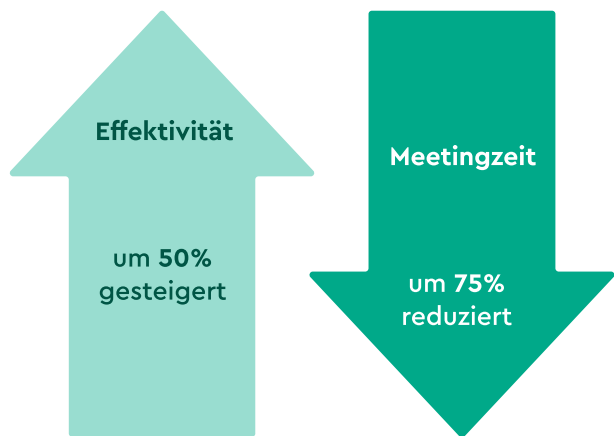 Effektivität
um 50%
gesteigert
Meetingzeit
um 75%
reduziert